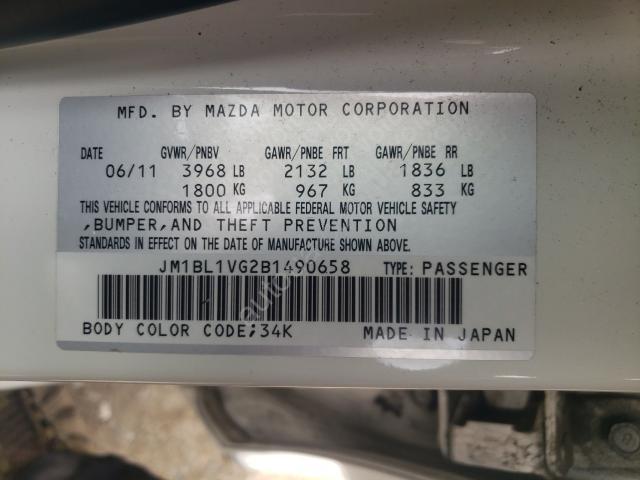 MFD. BY MAZDA MOTOR CORPORATION
DATE GVWR/PNBV GAWR/PNBE FRT GAWR/PNBE RR
06/11 3968 LB 2132 LB 1836 LB
1800 KG 967 KG 833 KG
THIS VEHICLE CONFORMS TO ALL APPLICABLE FEDERAL MOTOR VEHICLE SAFETY
,BUMPER,AND THEFT PREVENTION
STANDARDS IN EFFECT ON THE DATE OF MANUFACTURE SHOWN ABOVE.
JM1BL1VG2B1490658 TYPE: PASSENGER
BODY COLOR CODE;34K MADE IN JAPAN